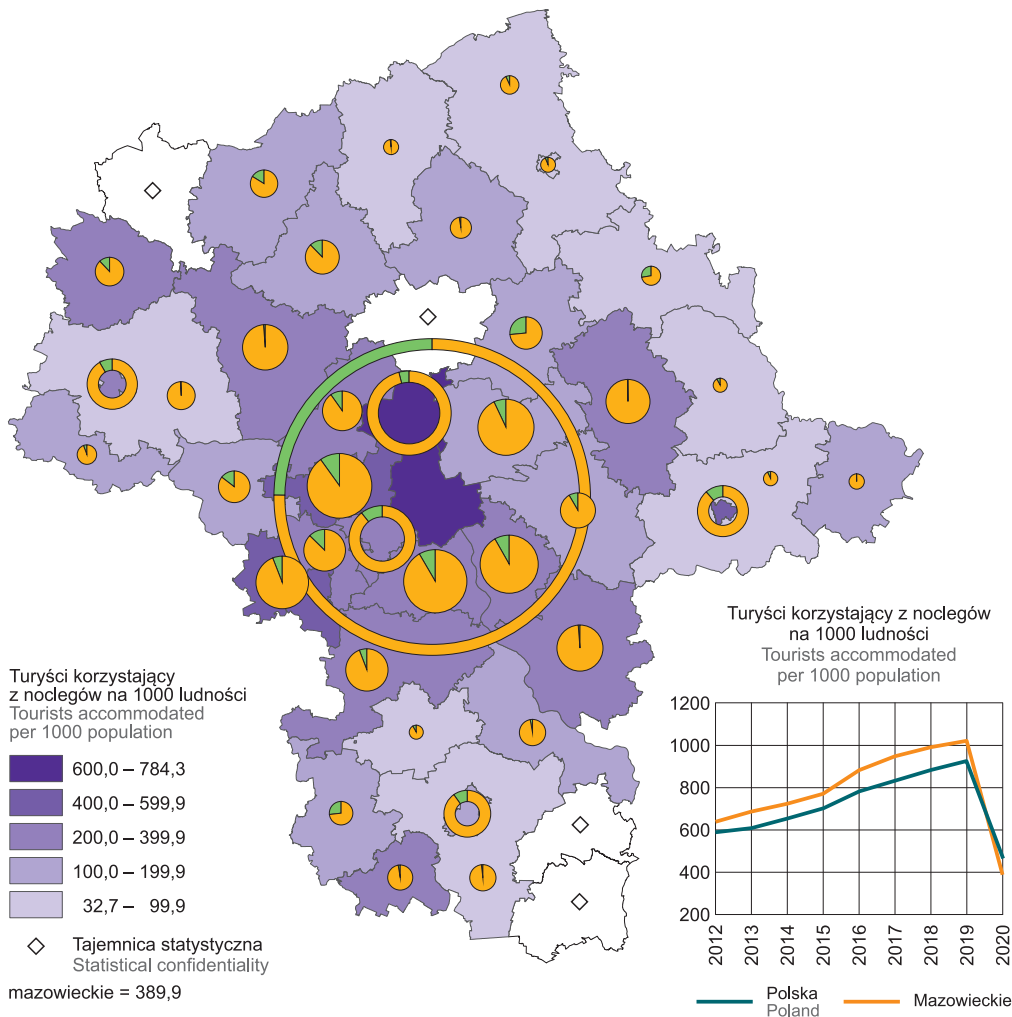 Turyści korzystający
z noclegów na 1000 ludności
Tourists accommodated
per 1000 population
600,0 – 784,3
400,0 – 599,9
200,0 – 399,9
100,0 – 199,9
32,7 – 99,9
Tajemnica statystyczna
Statistical confidentiality
mazowieckie = 389,9
Turyści korzystający z noclegów
na 1000 ludności
Tourists accommodated
per 1000 population
1200
1000
800
600
400
200
2012 2013 2014 2015 2016 2017 2018 2019 2020
Polska
Poland
Mazowieckie